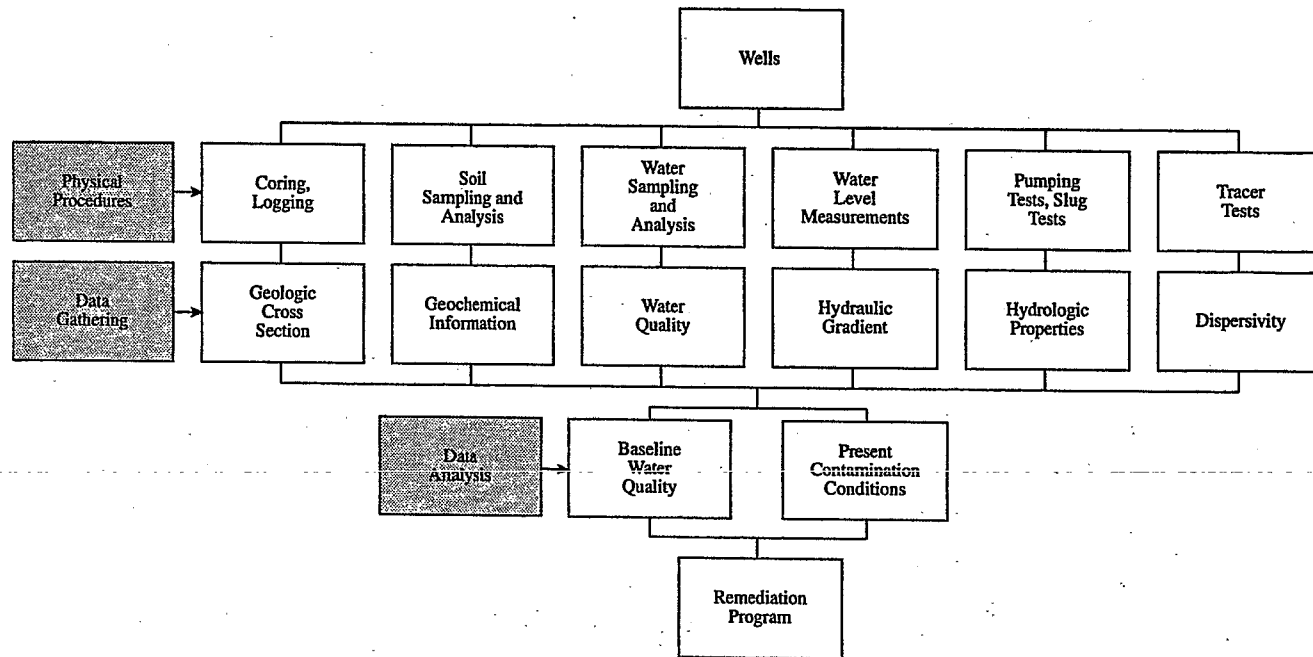 Wells
Physical
Procedures
Coring,
Logging
Soil
Sampling and
Analysis
Water
Sampling
and
Analysis
Water
Level
Measurements
Pumping
Tests, Slug
Tests
Tracer
Tests
Data
Gathering
Geologic
Cross
Section
Geochemical
Information
Water
Quality
Hydraulic
Gradient
Hydrologic
Properties
Dispersivity
Data
Analysis
Baseline
Water
Quality
Present
Contamination
Conditions
Remediation
Program